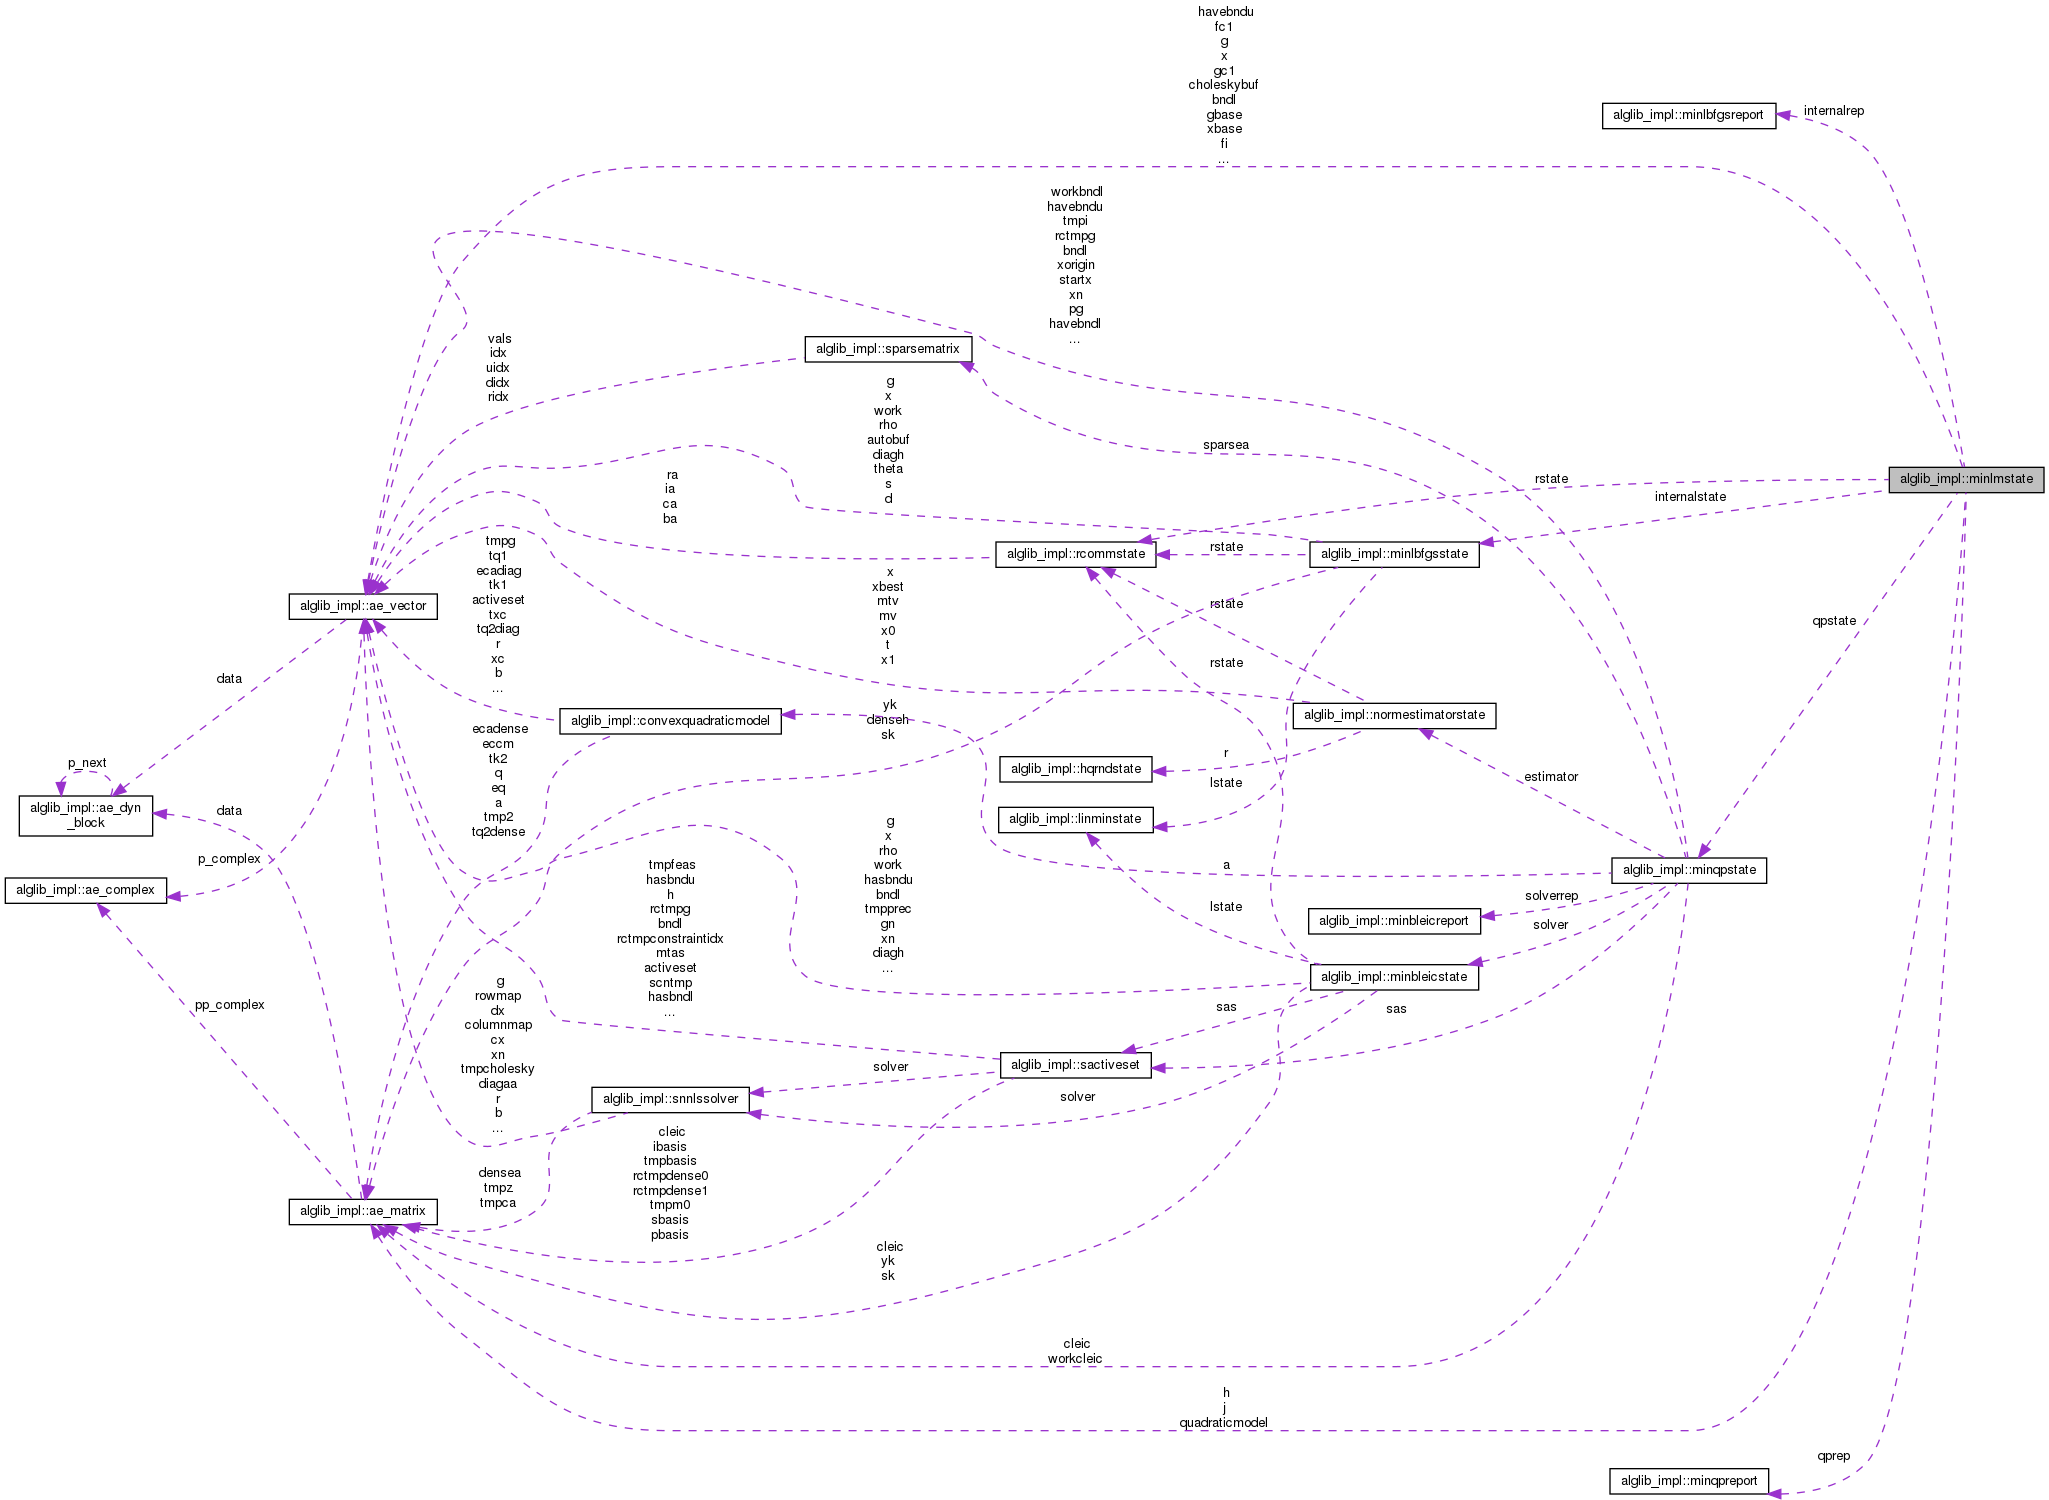 havebndu
fc1
g
x
gc1
choleskybuf
bndl
gbase
xbase
fi
...
alglib_impl::minlbfgsreport
internalrep
workbndl
havebndu
tmpi
rctmpg
bndl
xorigin
startx
xn
pg
havebndl
...
vals
idx
uidx
didx
ridx
alglib_impl::sparsematrix
g
x
work
rho
autobuf
diagh
theta
s
d
sparsea
ra
ia
ca
ba
rstate
internalstate
alglib_impl::minlmstate
alglib_impl::rcommstate
rstate
alglib_impl::minlbfgsstate
alglib_impl::ae_vector
tmpg
tq1
ecadiag
tk1
activeset
txc
tq2diag
r
xc
b
...
x
xbest
mtv
mv
x0
t
x1
rstate
rstate
qpstate
data
alglib_impl::convexquadraticmodel
yk
denseh
sk
alglib_impl::normestimatorstate
ecadense
eccm
tk2
q
eq
a
tmp2
tq2dense
p_next
alglib_impl::ae_dyn
_block
data
alglib_impl::hqrndstate
r
lstate
estimator
alglib_impl::linminstate
g
x
rho
work
hasbndu
bndl
tmpprec
gn
xn
diagh
...
p_complex
alglib_impl::ae_complex
tmpfeas
hasbndu
h
rctmpg
bndl
rctmpconstraintidx
mtas
activeset
scntmp
hasbndl
...
a
alglib_impl::minqpstate
lstate
solverrep
alglib_impl::minbleicreport
solver
alglib_impl::minbleicstate
pp_complex
g
rowmap
dx
columnmap
cx
xn
tmpcholesky
diagaa
r
b
...
sas
sas
alglib_impl::sactiveset
solver
alglib_impl::snnlssolver
solver
cleic
ibasis
tmpbasis
rctmpdense0
rctmpdense1
tmpm0
sbasis
pbasis
densea
tmpz
tmpca
alglib_impl::ae_matrix
cleic
yk
sk
cleic
workcleic
h
j
quadraticmodel
qprep
alglib_impl::minqpreport